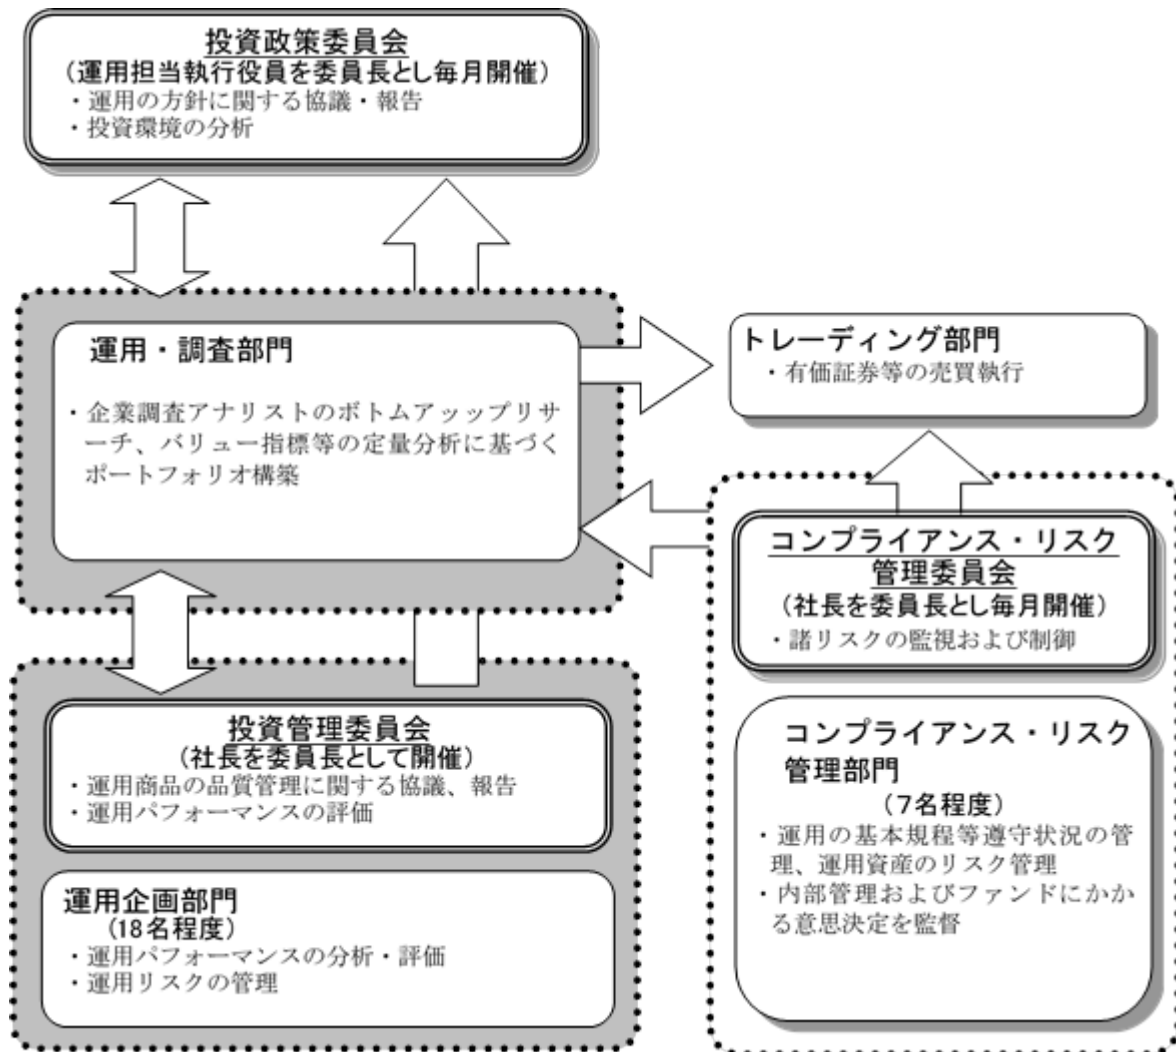 投資政策委員会
（運用担当執行役員を委員長とし毎月開催）
・運用の方針に関する協議・報告
・投資環境の分析
運用・調査部門
・企業調査アナリストのボトムアッップリサ
ーチ、バリュー指標等の定量分析に基づく
ポートフォリオ構築
トレーディング部門
・有価証券等の売買執行
コンプライアンス・リスク
管理委員会
（社長を委員長とし毎月開催）
・諸リスクの監視および制御
投資管理委員会
（社長を委員長として開催）
・運用商品の品質管理に関する協議、報告
・運用パフォーマンスの評価
運用企画部門
（18名程度）
・運用パフォーマンスの分析・評価
・運用リスクの管理
コンプライアンス・リスク
管理部門
（７名程度）
・運用の基本規程等遵守状況の管
理、運用資産のリスク管理
・内部管理およびファンドにかか
る意思決定を監督